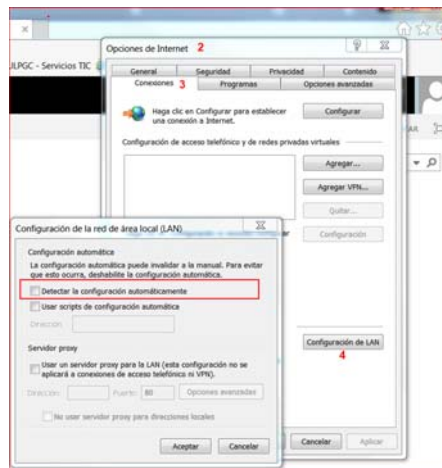 Opciones de Internet 2
ULPGC - Servicios TIC
General Seguridad Privacidad Contenido
Conexiones 3 Programas Opciones avanzadas
Haga clic en Configurar para establecer
una conexión a Internet.
Configurar
Configuración de acceso telefónico y de redes privadas virtuales
Agregar...
Agregar VPN...
Quitar...
Configuración
Configuración de LAN
4
Cancelar Aplicar
Configuración de la red de área local (LAN)
Configuración automática
La configuración automática puede invalidar a la manual. Para evitar
que esto ocurra, deshabilite la configuración automática.
Detectar la configuración automáticamente
Usar scripts de configuración automática
Dirección
Servidor proxy
Usar un servidor proxy para la LAN (esta configuración no se
aplicará a conexiones de acceso telefónico ni VPN).
Dirección: Puerto: 80 Opciones avanzadas
No usar servidor proxy para direcciones locales
Aceptar Cancelar